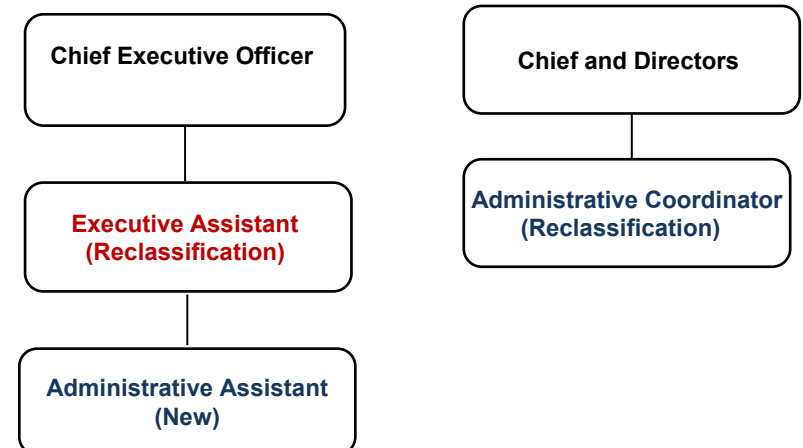 Chief Executive Officer
Executive Assistant
(Reclassification)
Administrative Assistant
(New)
Chief and Directors
Administrative Coordinator
(Reclassification)